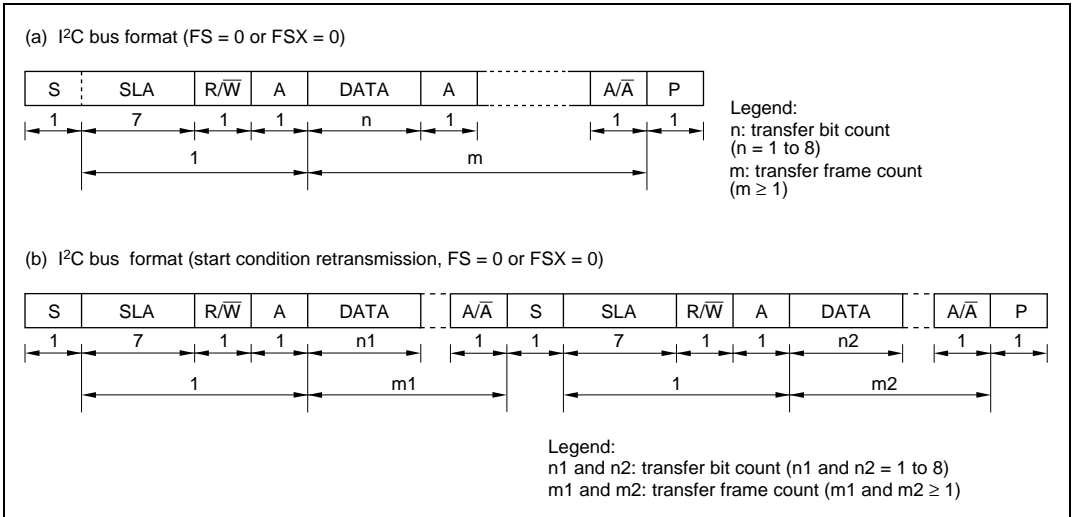 (a) I²C bus format (FS = 0 or FSX = 0)
S SLA R/W̅ A DATA A A/A̅ P
1 7 1 1 n 1 1 1
1 m
Legend:
n: transfer bit count
(n = 1 to 8)
m: transfer frame count
(m ≥ 1)
(b) I²C bus format (start condition retransmission, FS = 0 or FSX = 0)
S SLA R/W̅ A DATA A/A̅ S SLA R/W̅ A DATA A/A̅ P
1 7 1 1 n1 1 1 7 1 1 n2 1 1
1 m1 1 m2
Legend:
n1 and n2: transfer bit count (n1 and n2 = 1 to 8)
m1 and m2: transfer frame count (m1 and m2 ≥ 1)